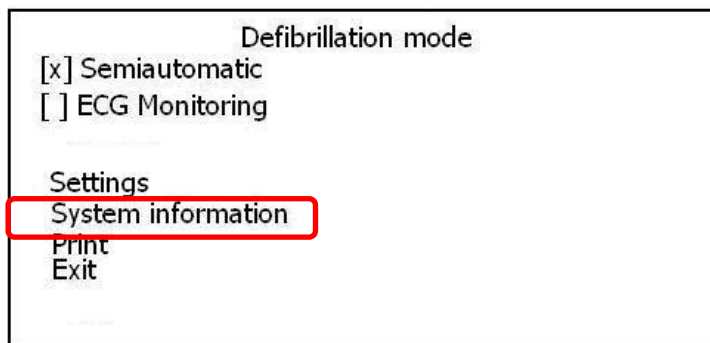 Defibrillation mode
[x] Semiautomatic
[ ] ECG Monitoring
Settings
System information
Print
Exit